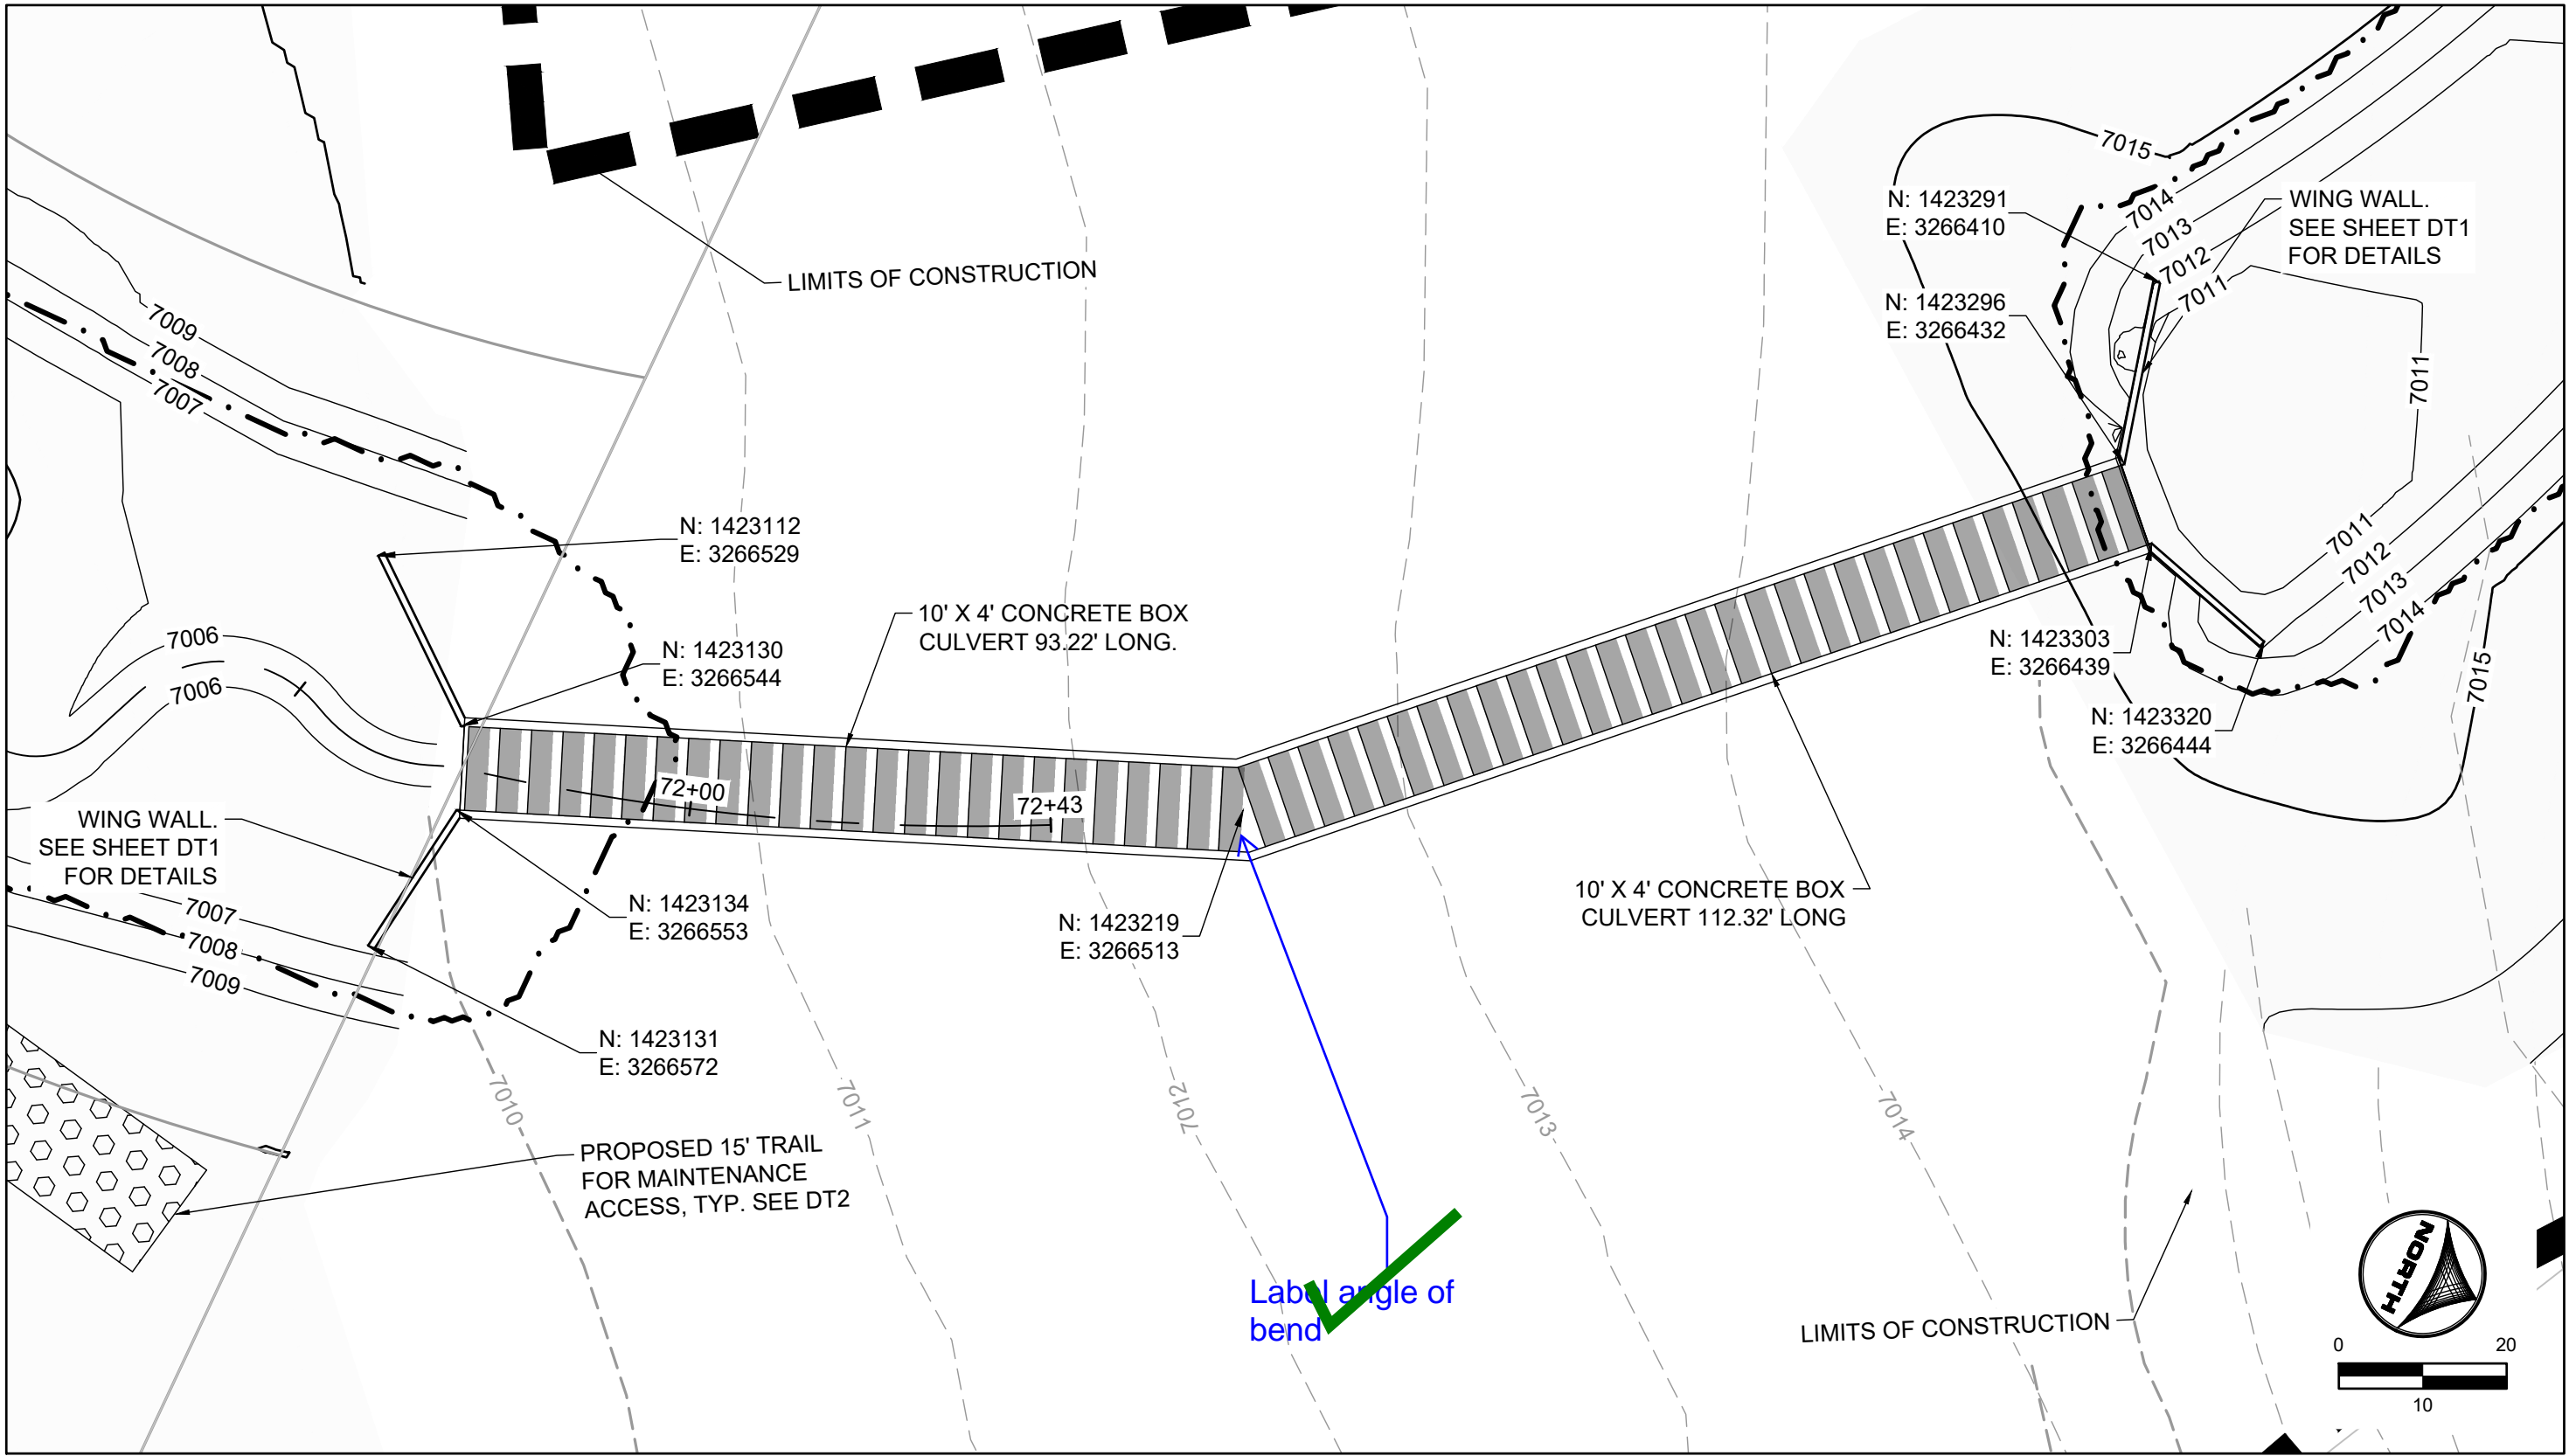 7015
N: 1423291
E: 3266410
WING WALL.
SEE SHEET DT1
FOR DETAILS
7014
7013
7012
7011
LIMITS OF CONSTRUCTION
N: 1423296
E: 3266432
7009
7008
7007
7011
N: 1423112
E: 3266529
7011
7012
7013
7014
10' X 4' CONCRETE BOX
CULVERT 93.22' LONG.
7006
7006
N: 1423130
E: 3266544
N: 1423303
E: 3266439
7015
N: 1423320
E: 3266444
72+00
72+43
WING WALL.
SEE SHEET DT1
FOR DETAILS
10' X 4' CONCRETE BOX
CULVERT 112.32' LONG
N: 1423134
E: 3266553
N: 1423219
E: 3266513
7007
7008
7009
N: 1423131
E: 3266572
7010
7011
7012
7013
7014
PROPOSED 15' TRAIL
FOR MAINTENANCE
ACCESS, TYP. SEE DT2
Label angle of
bend
LIMITS OF CONSTRUCTION
NORTH
0 20
10